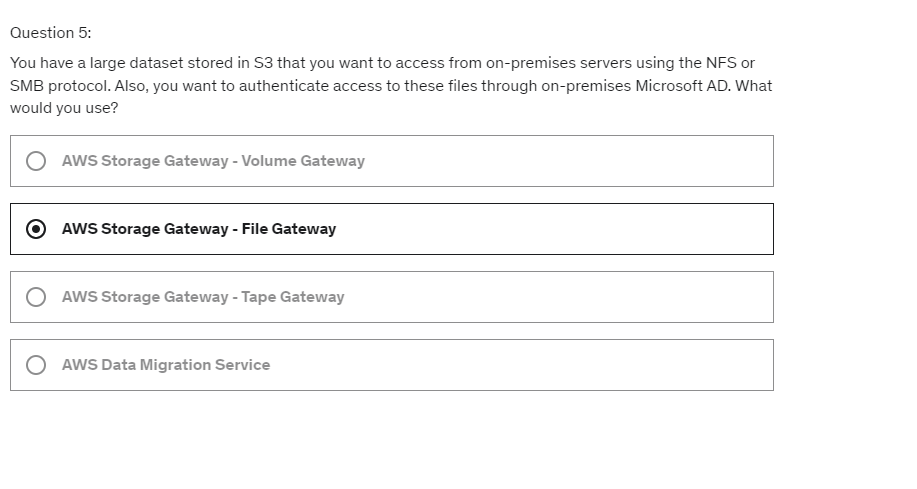 Question 5:
You have a large dataset stored in S3 that you want to access from on-premises servers using the NFS or
SMB protocol. Also, you want to authenticate access to these files through on-premises Microsoft AD. What
would you use?
AWS Storage Gateway - Volume Gateway
AWS Storage Gateway - File Gateway
AWS Storage Gateway - Tape Gateway
AWS Data Migration Service